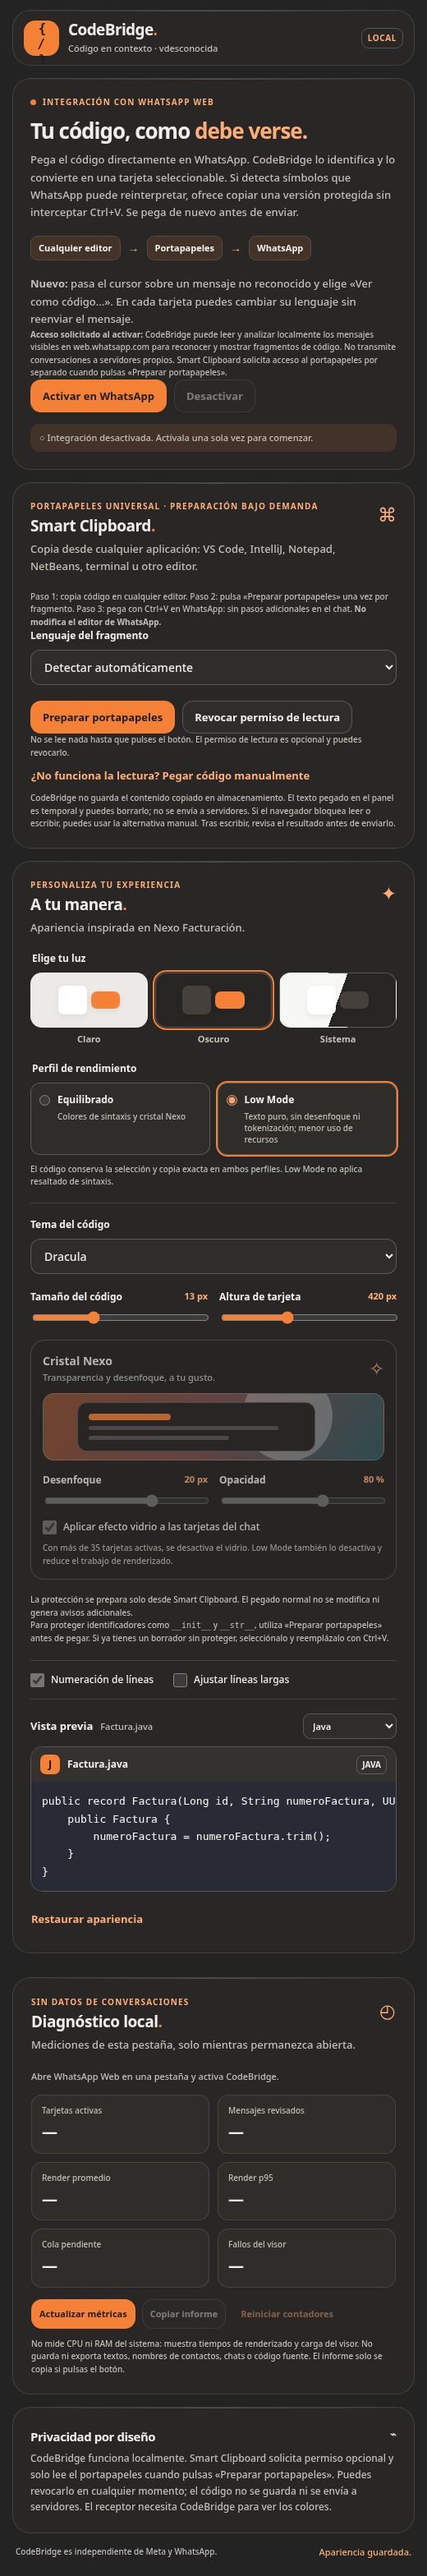 {
/
CodeBridge.
Código en contexto · vdesconocida
LOCAL
INTEGRACIÓN CON WHATSAPP WEB
Tu código, como debe verse.
Pega el código directamente en WhatsApp. CodeBridge lo identifica y lo
convierte en una tarjeta seleccionable. Si detecta símbolos que
WhatsApp puede reinterpretar, ofrece copiar una versión protegida sin
interceptar Ctrl+V. Se pega de nuevo antes de enviar.
Cualquier editor → Portapapeles → WhatsApp
Nuevo: pasa el cursor sobre un mensaje no reconocido y elige «Ver
como código…». En cada tarjeta puedes cambiar su lenguaje sin
reenviar el mensaje.
Acceso solicitado al activar: CodeBridge puede leer y analizar localmente los mensajes
visibles en web.whatsapp.com para reconocer y mostrar fragmentos de código. No transmite
conversaciones a servidores propios. Smart Clipboard solicita acceso al portapapeles por
separado cuando pulsas «Preparar portapapeles».
Activar en WhatsApp Desactivar
○ Integración desactivada. Actívala una sola vez para comenzar.
PORTAPAPELES UNIVERSAL · PREPARACIÓN BAJO DEMANDA
Smart Clipboard.
⌘
Copia desde cualquier aplicación: VS Code, IntelliJ, Notepad,
NetBeans, terminal u otro editor.
Paso 1: copia código en cualquier editor. Paso 2: pulsa «Preparar portapapeles» una vez por
fragmento. Paso 3: pega con Ctrl+V en WhatsApp: sin pasos adicionales en el chat. No
modifica el editor de WhatsApp.
Lenguaje del fragmento
Detectar automáticamente
Preparar portapapeles Revocar permiso de lectura
No se lee nada hasta que pulses el botón. El permiso de lectura es opcional y puedes
revocarlo.
¿No funciona la lectura? Pegar código manualmente
CodeBridge no guarda el contenido copiado en almacenamiento. El texto pegado en el panel
es temporal y puedes borrarlo; no se envía a servidores. Si el navegador bloquea leer o
escribir, puedes usar la alternativa manual. Tras escribir, revisa el resultado antes de enviarlo.
PERSONALIZA TU EXPERIENCIA
A tu manera.
✦
Apariencia inspirada en Nexo Facturación.
Elige tu luz
Claro Oscuro Sistema
Perfil de rendimiento
Equilibrado
Colores de sintaxis y cristal Nexo
Low Mode
Texto puro, sin desenfoque ni
tokenización; menor uso de
recursos
El código conserva la selección y copia exacta en ambos perfiles. Low Mode no aplica
resaltado de sintaxis.
Tema del código
Dracula
Tamaño del código 13 px Altura de tarjeta 420 px
Cristal Nexo
Transparencia y desenfoque, a tu gusto.
✧
Desenfoque 20 px Opacidad 80 %
Aplicar efecto vidrio a las tarjetas del chat
Con más de 35 tarjetas activas, se desactiva el vidrio. Low Mode también lo desactiva y
reduce el trabajo de renderizado.
La protección se prepara solo desde Smart Clipboard. El pegado normal no se modifica ni
genera avisos adicionales.
Para proteger identificadores como __init__ y __str__, utiliza «Preparar portapapeles»
antes de pegar. Si ya tienes un borrador sin proteger, selecciónalo y reemplázalo con Ctrl+V.
Numeración de líneas Ajustar líneas largas
Vista previa Factura.java Java
J Factura.java JAVA
public record Factura(Long id, String numeroFactura, UU
    public Factura {
        numeroFactura = numeroFactura.trim();
    }
}
Restaurar apariencia
SIN DATOS DE CONVERSACIONES
Diagnóstico local.
◴
Mediciones de esta pestaña, solo mientras permanezca abierta.
Abre WhatsApp Web en una pestaña y activa CodeBridge.
Tarjetas activas
—
Mensajes revisados
—
Render promedio
—
Render p95
—
Cola pendiente
—
Fallos del visor
—
Actualizar métricas Copiar informe Reiniciar contadores
No mide CPU ni RAM del sistema: muestra tiempos de renderizado y carga del visor. No
guarda ni exporta textos, nombres de contactos, chats o código fuente. El informe solo se
copia si pulsas el botón.
Privacidad por diseño
CodeBridge funciona localmente. Smart Clipboard solicita permiso opcional y
solo lee el portapapeles cuando pulsas «Preparar portapapeles». Puedes
revocarlo en cualquier momento; el código no se guarda ni se envía a
servidores. El receptor necesita CodeBridge para ver los colores.
CodeBridge es independiente de Meta y WhatsApp. Apariencia guardada.